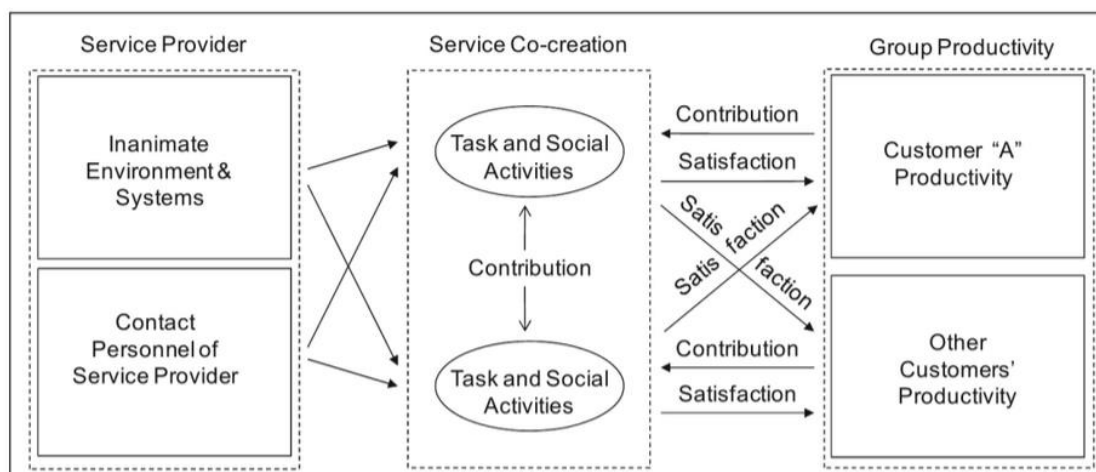 Service Provider
Inanimate
Environment &
Systems
Contact
Personnel of
Service Provider
Service Co-creation
Task and Social
Activities
Contribution
Task and Social
Activities
Contribution
Satisfaction
Satis faction
Satis faction
Contribution
Satisfaction
Group Productivity
Customer “A”
Productivity
Other
Customers’
Productivity